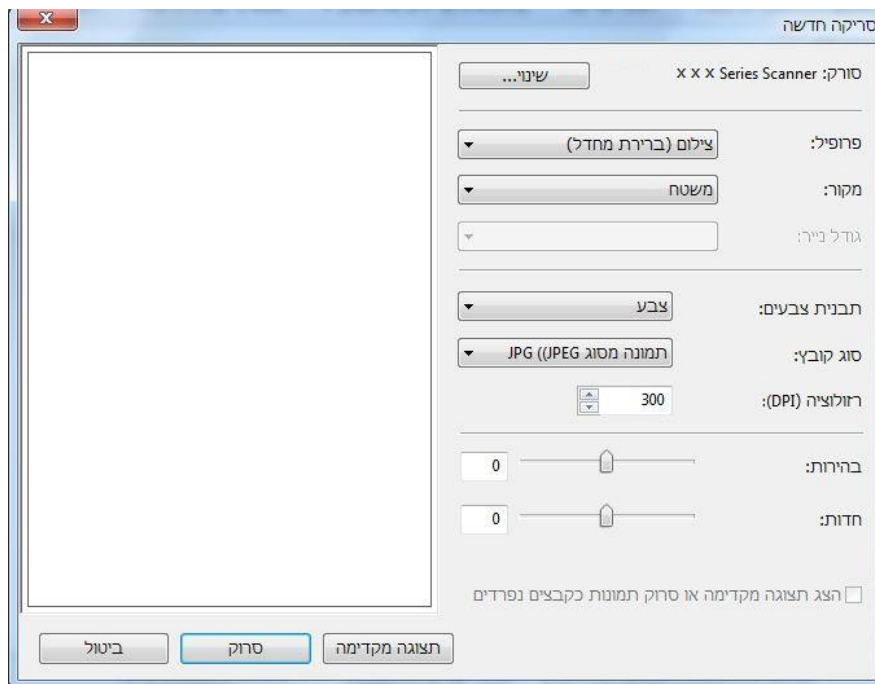 סריקה חדשה
סורק: x x x Series Scanner
שינוי...
פרופיל:
צילום (ברירת מחדל)
מקור:
משטח
גודל נייר:
תבנית צבעים:
צבע
סוג קובץ:
תמונה מסוג JPG ((JPEG
רזולוציה (DPI):
300
בהירות:
0
חדות:
0
הצג תצוגה מקדימה או סרוק תמונות כקבצים נפרדים
תצוגה מקדימה
סרוק
ביטול